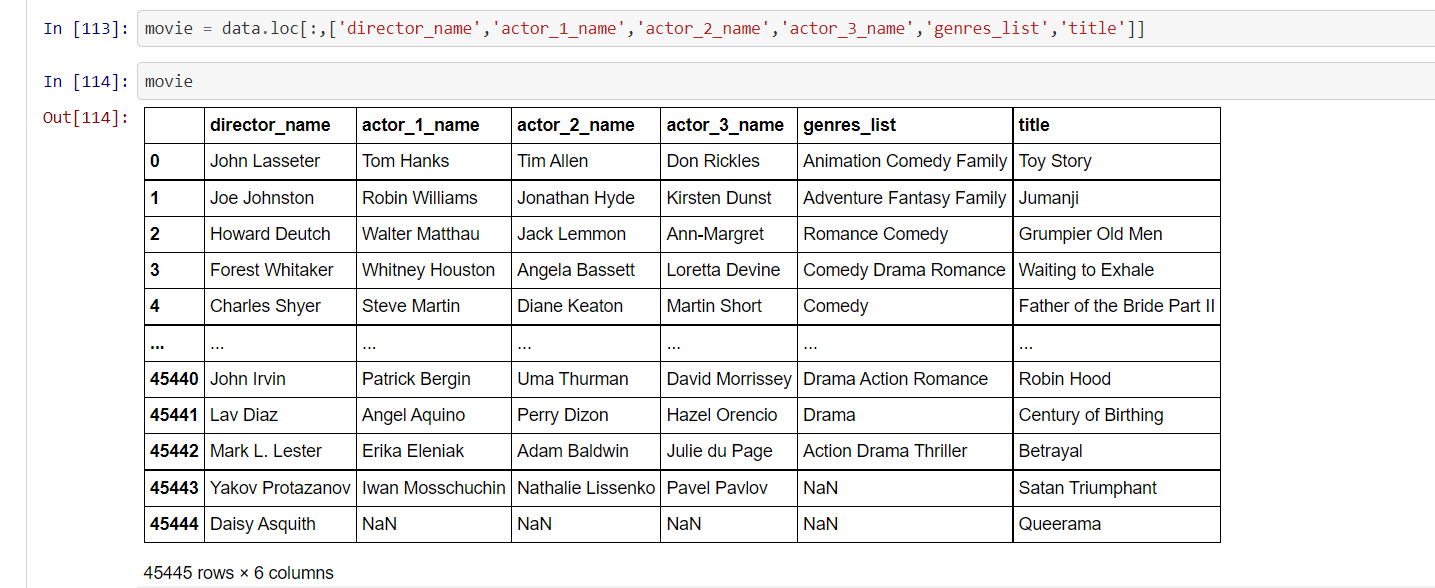 In [113]: movie = data.loc[:,['director_name','actor_1_name','actor_2_name','actor_3_name','genres_list','title']]
In [114]: movie
Out[114]:
director_name actor_1_name actor_2_name actor_3_name genres_list title
0 John Lasseter Tom Hanks Tim Allen Don Rickles Animation Comedy Family Toy Story
1 Joe Johnston Robin Williams Jonathan Hyde Kirsten Dunst Adventure Fantasy Family Jumanji
2 Howard Deutch Walter Matthau Jack Lemmon Ann-Margret Romance Comedy Grumpier Old Men
3 Forest Whitaker Whitney Houston Angela Bassett Loretta Devine Comedy Drama Romance Waiting to Exhale
4 Charles Shyer Steve Martin Diane Keaton Martin Short Comedy Father of the Bride Part II
... ... ... ... ... ... ...
45440 John Irvin Patrick Bergin Uma Thurman David Morrissey Drama Action Romance Robin Hood
45441 Lav Diaz Angel Aquino Perry Dizon Hazel Orencio Drama Century of Birthing
45442 Mark L. Lester Erika Eleniak Adam Baldwin Julie du Page Action Drama Thriller Betrayal
45443 Yakov Protazanov Iwan Mosschuchin Nathalie Lissenko Pavel Pavlov NaN Satan Triumphant
45444 Daisy Asquith NaN NaN NaN NaN Queerama
45445 rows × 6 columns